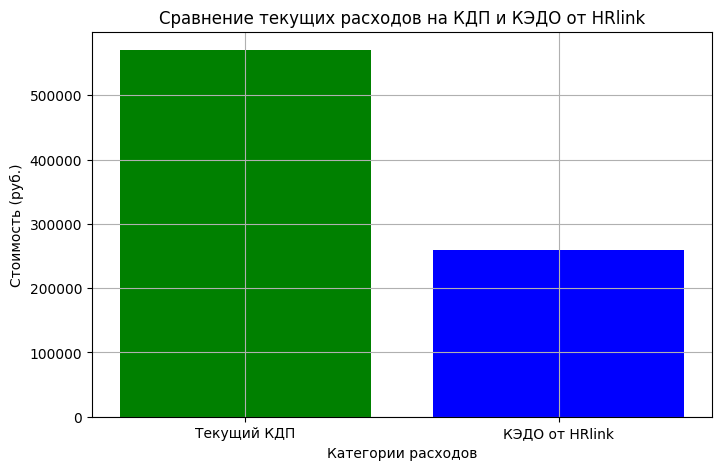 Сравнение текущих расходов на КДП и КЭДО от HRlink
Стоимость (руб.)
500000
400000
300000
200000
100000
0
Текущий КДП
КЭДО от HRlink
Категории расходов